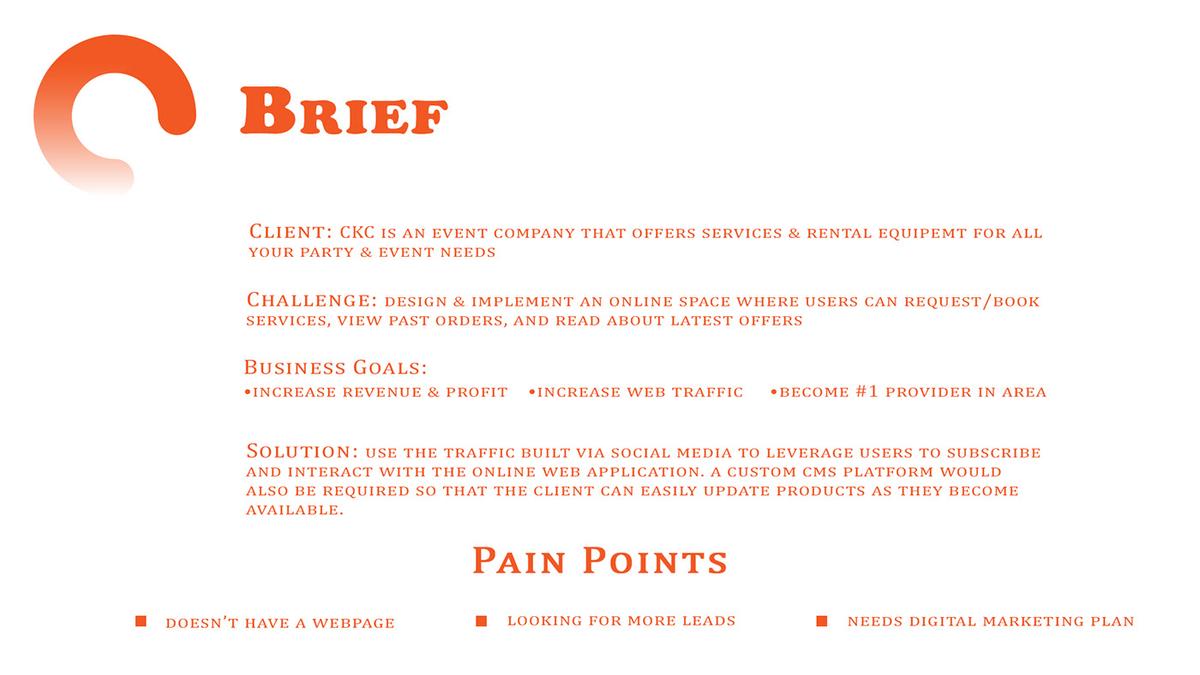 Brief
Client: CKC is an event company that offers services & rental equipemt for all
your party & event needs
Challenge: design & implement an online space where users can request/book
services, view past orders, and read about latest offers
Business Goals:
•increase revenue & profit •increase web traffic •become #1 provider in area
Solution: use the traffic built via social media to leverage users to subscribe
and interact with the online web application. a custom cms platform would
also be required so that the client can easily update products as they become
available.
Pain Points
■ doesn't have a webpage ■ looking for more leads ■ needs digital marketing plan